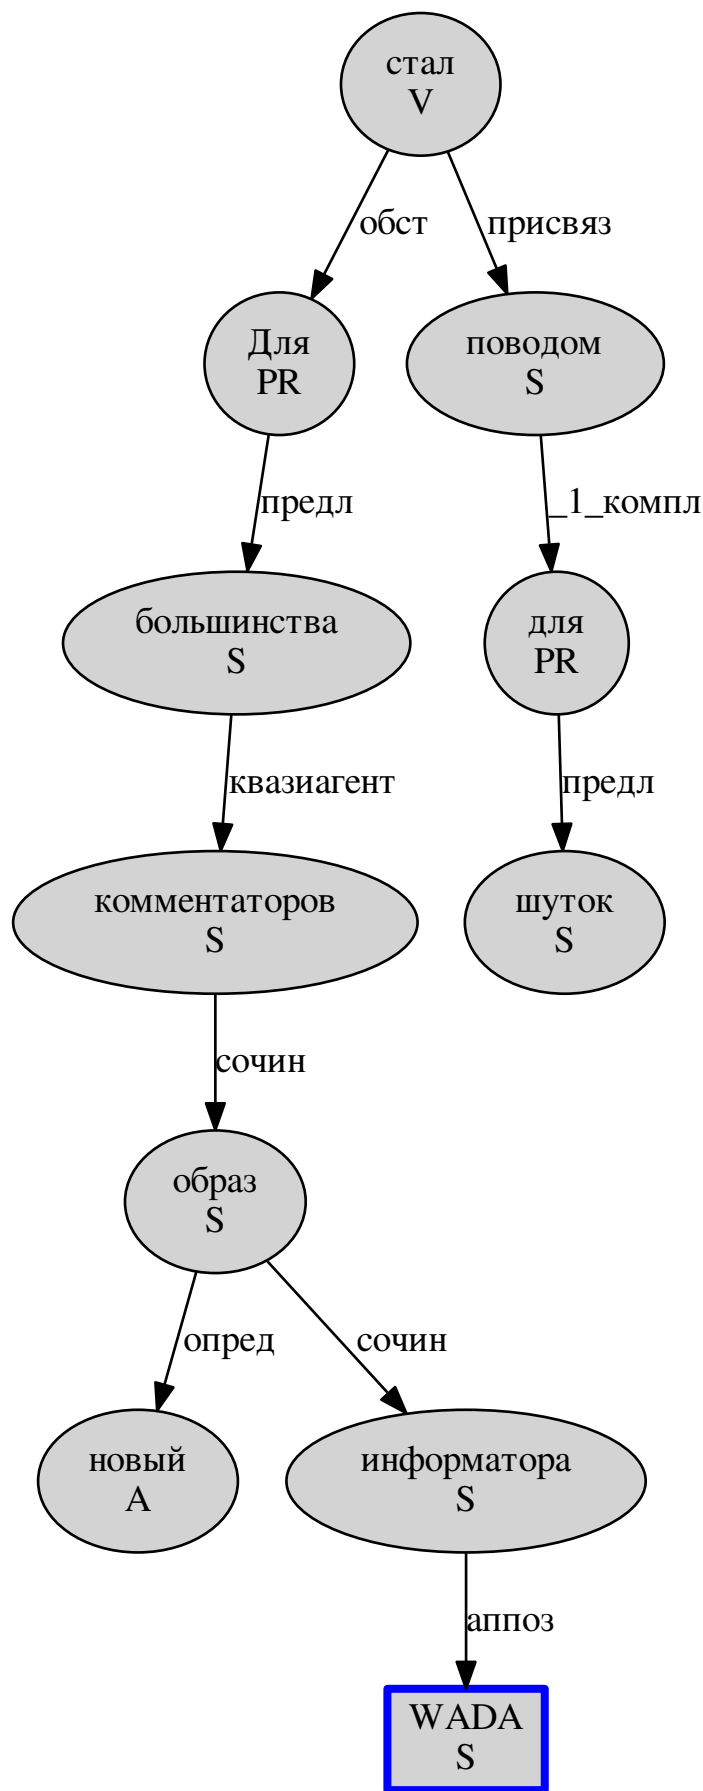 стал
V
обст
присвяз
Для
PR
поводом
S
предл
_1_компл
большинства
S
для
PR
квазиагент
предл
комментаторов
S
шуток
S
сочин
образ
S
опред
сочин
новый
A
информатора
S
аппоз
WADA
S